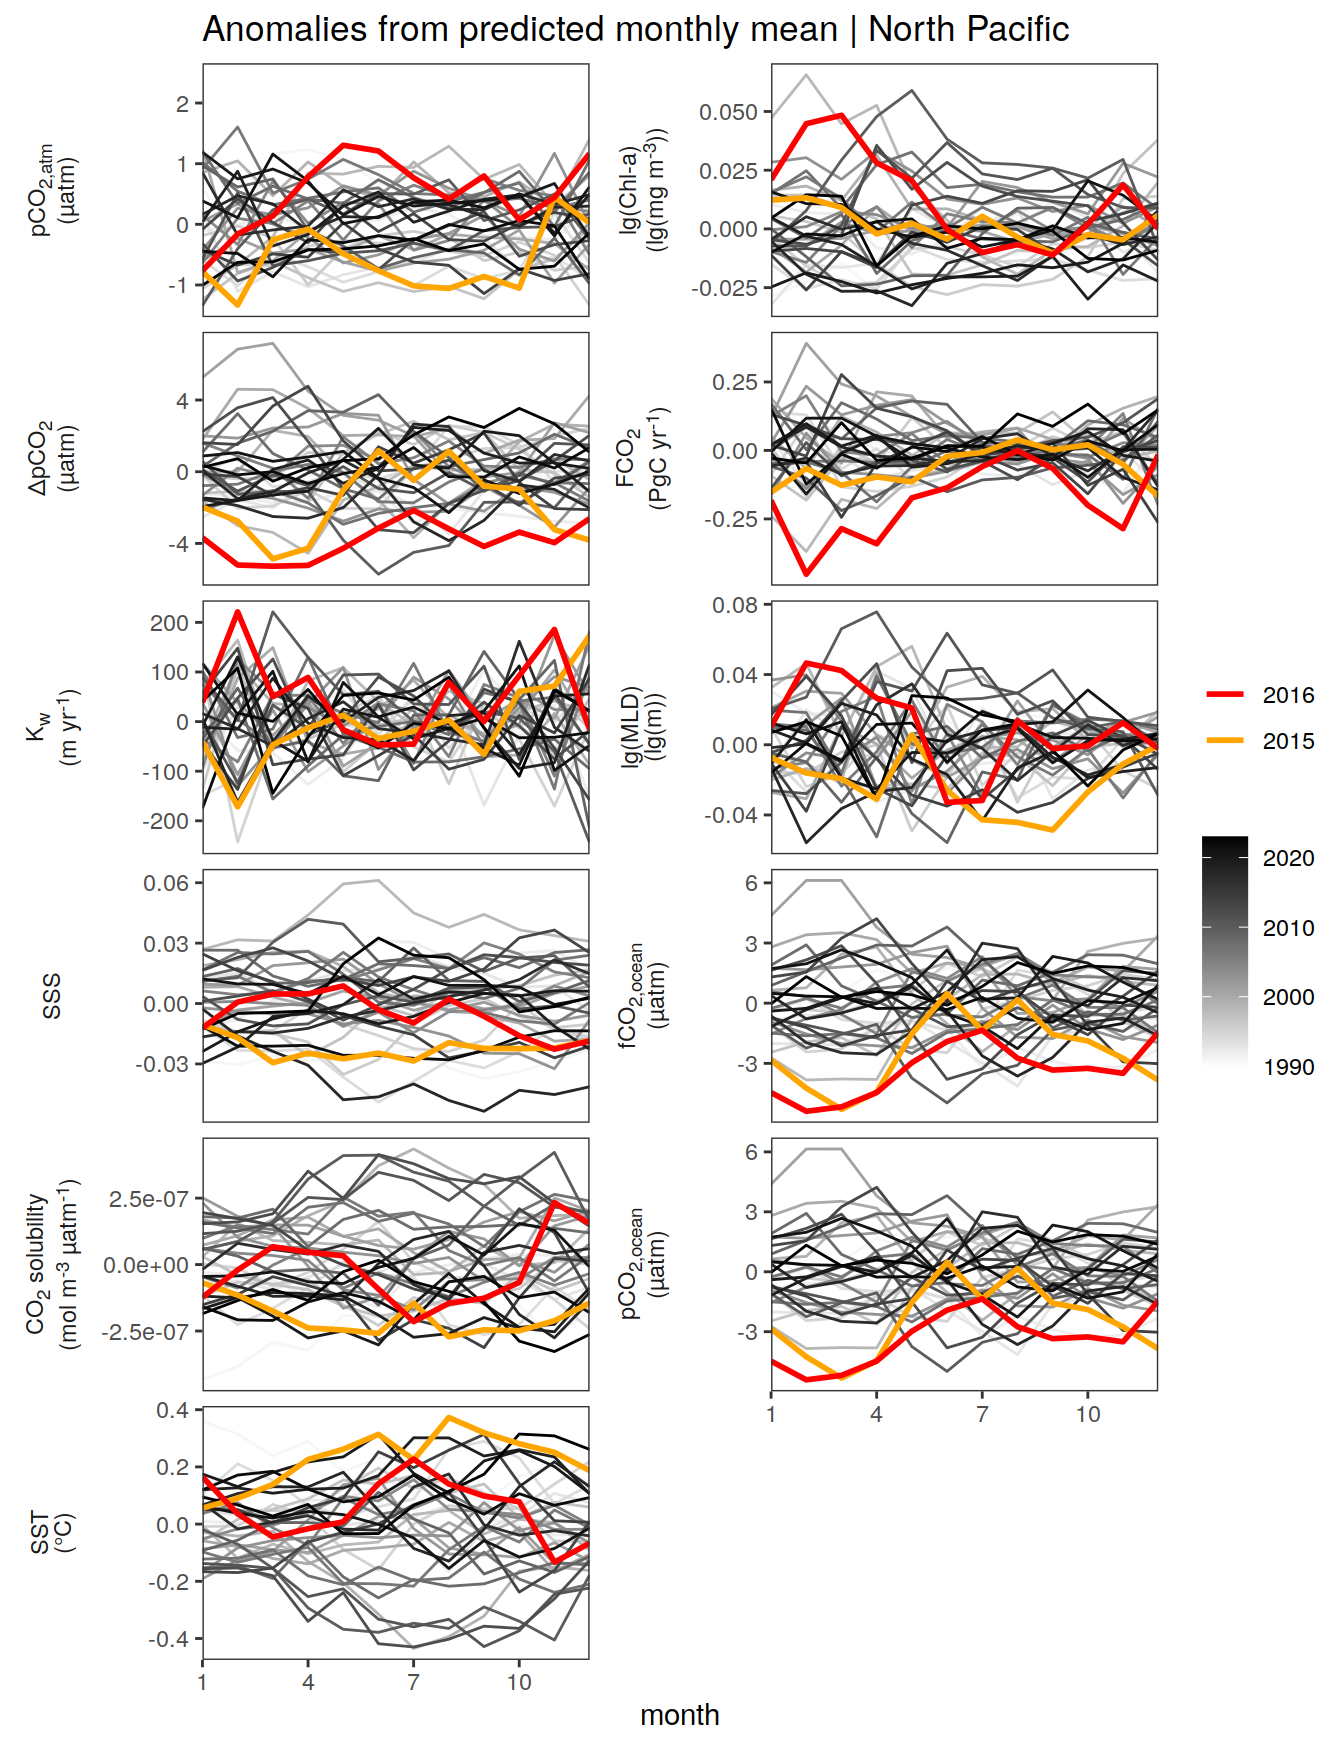 Anomalies from predicted monthly mean | North Pacific
pCO2,atm
(µatm)
2
1
0
-1
lg(Chl-a)
(lg(mg m-3))
0.050
0.025
0.000
-0.025
ΔpCO2
(µatm)
4
0
-4
FCO2
(PgC yr-1)
0.25
0.00
-0.25
Kw
(m yr-1)
200
100
0
-100
-200
lg(MLD)
(lg(m))
0.08
0.04
0.00
-0.04
SSS
0.06
0.03
0.00
-0.03
fCO2,ocean
(µatm)
6
3
0
-3
CO2 solubility
(mol m-3 µatm-1)
2.5e-07
0.0e+00
-2.5e-07
pCO2,ocean
(µatm)
6
3
0
-3
1 4 7 10
SST
(°C)
0.4
0.2
0.0
-0.2
-0.4
1 4 7 10
month
2016
2015
2020
2010
2000
1990